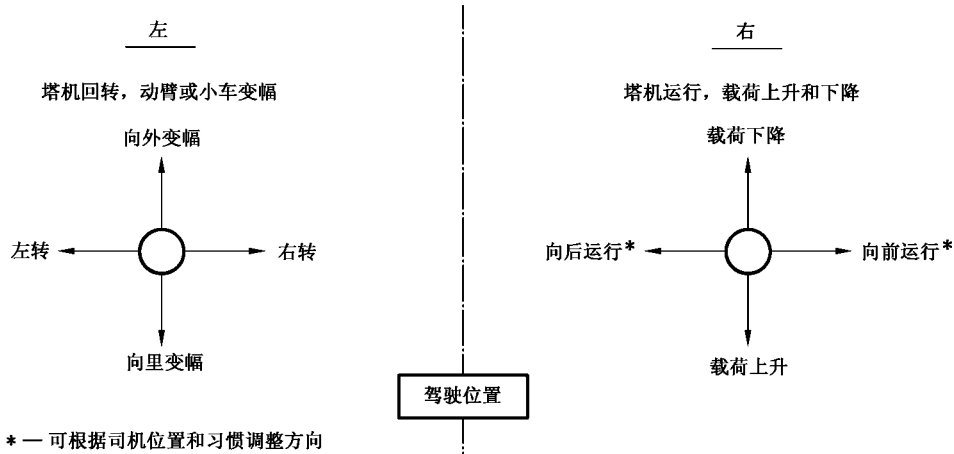 左
塔机回转，动臂或小车变幅
向外变幅
左转
右转
向里变幅
右
塔机运行，载荷上升和下降
载荷下降
向后运行*
向前运行*
载荷上升
驾驶位置
*—可根据司机位置和习惯调整方向